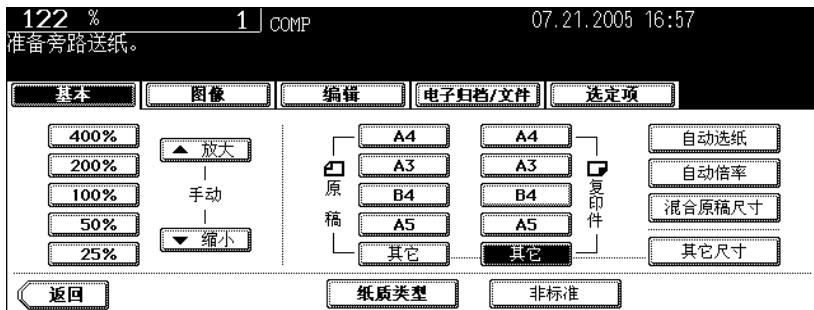 122 % 1 COMP 07.21.2005 16:57
准备旁路送纸。
基本 图像 编辑 电子归档/文件 选定项
400% ▲ 放大 A4 A4 自动选纸
200% A3 A3 自动倍率
100% 手动 原稿 B4 B4 复印件 混合原稿尺寸
50% ▼ 缩小 A5 A5
25% 其它 其它 其它尺寸
返回 纸质类型 非标准